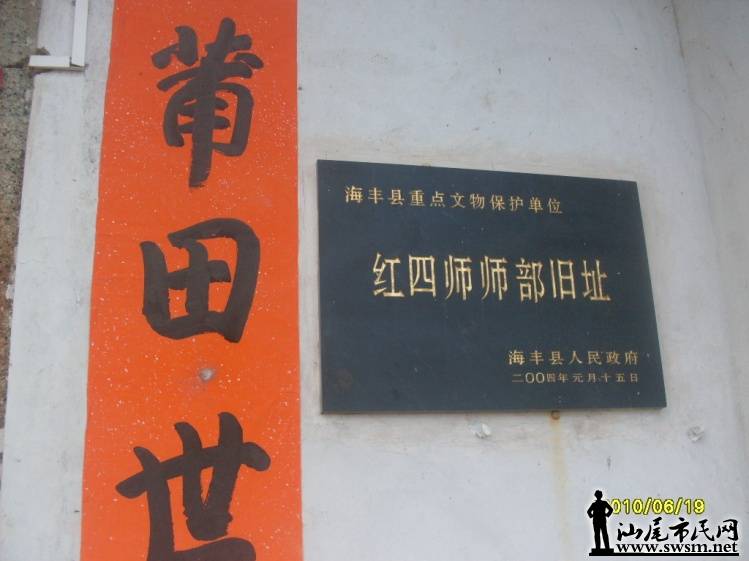 莆田世
海丰县重点文物保护单位
红四师师部旧址
海丰县人民政府
二〇〇四年元月十五日
010/06/19
汕尾市民网
www.swsm.net